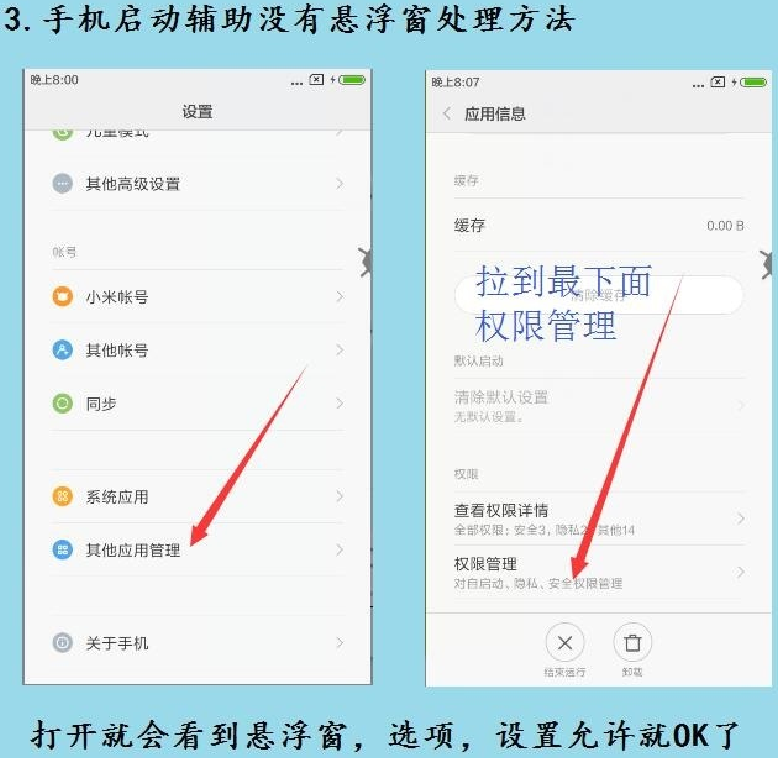 3.手机启动辅助没有悬浮窗处理方法
晚上8:00
设置
儿童模式
其他高级设置
帐号
小米帐号
其他帐号
同步
系统应用
其他应用管理
关于手机
晚上8:07
应用信息
缓存
缓存
0.00 B
拉到最下面
清除缓存
权限管理
默认启动
清除默认设置
无默认设置。
权限
查看权限详情
全部权限：安全3，隐私2，其他14
权限管理
对自启动、隐私、安全权限管理
结束运行
卸载
打开就会看到悬浮窗，选项，设置允许就OK了